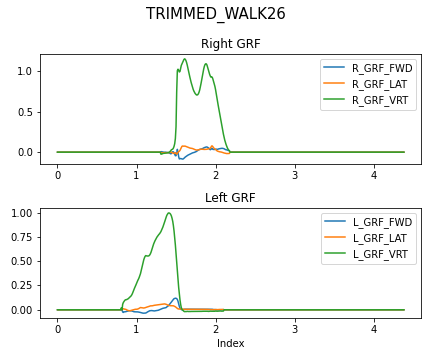 TRIMMED_WALK26
Right GRF
1.0
0.5
0.0
R_GRF_FWD
R_GRF_LAT
R_GRF_VRT
0
1
2
3
4
Left GRF
1.00
0.75
0.50
0.25
0.00
L_GRF_FWD
L_GRF_LAT
L_GRF_VRT
0
1
2
3
4
Index